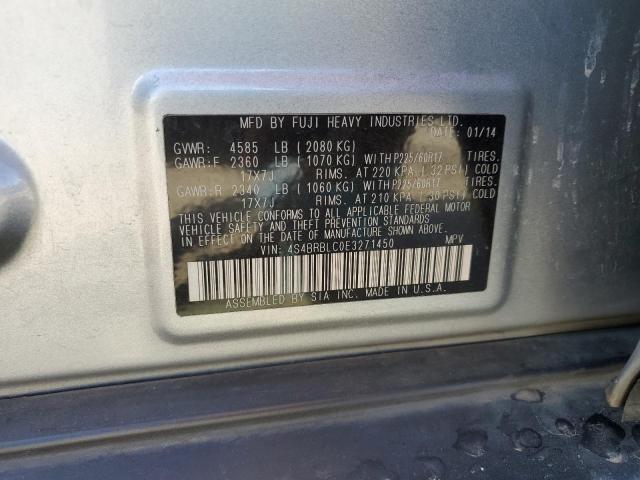 MFD BY FUJI HEAVY INDUSTRIES LTD.
DATE: 01/14
GVWR: 4585 LB (2080 KG)
GAWR:F 2360 LB (1070 KG) WITH P225/60R17 TIRES.
17X7J RIMS. AT 220 KPA ( 32 PSI) COLD
GAWR:R 2340 LB (1060 KG) WITH P225/60R17 TIRES.
17X7J RIMS. AT 210 KPA ( 30 PSI) COLD
THIS VEHICLE CONFORMS TO ALL APPLICABLE FEDERAL MOTOR
VEHICLE SAFETY AND BUMPER STANDARDS
IN EFFECT ON THE DATE OF MANUFACTURE SHOWN ABOVE.
VIN: 4S4BRBLC0E3271450 MPV
ASSEMBLED BY SIA INC. MADE IN U.S.A.